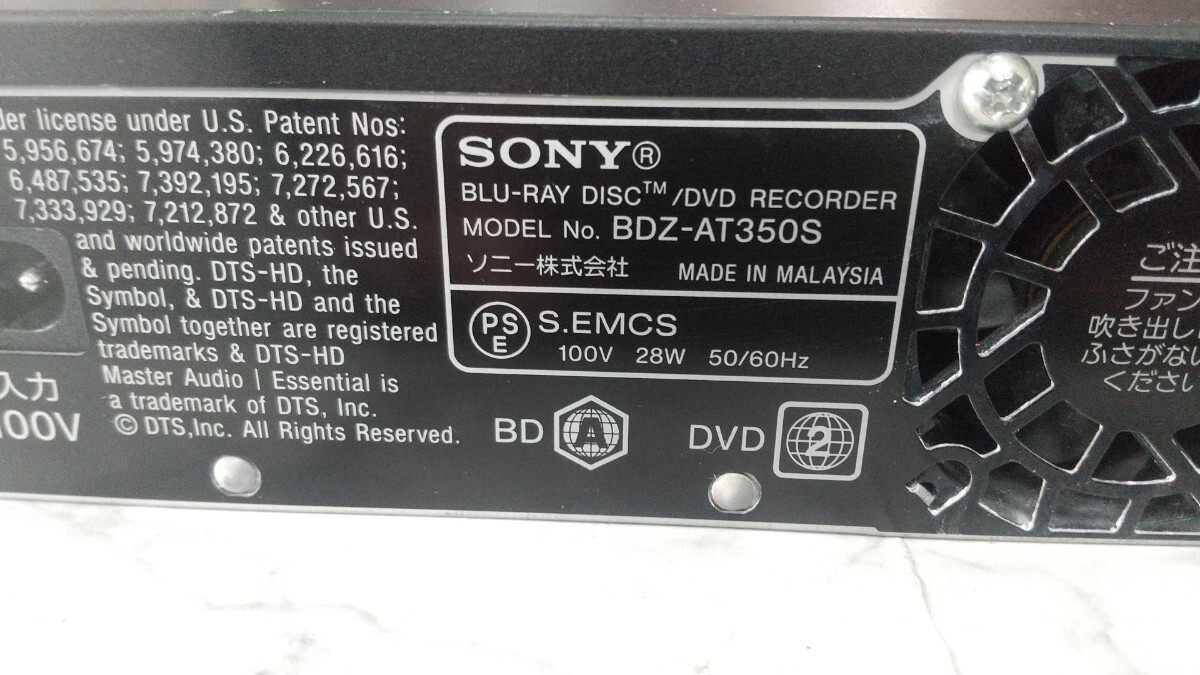 license under U.S. Patent Nos:
5,956,674; 5,974,380; 6,226,616;
6,487,535; 7,392,195; 7,272,567;
7,333,929; 7,212,872 & other U.S.
and worldwide patents issued
& pending. DTS-HD, the
Symbol, & DTS-HD and the
Symbol together are registered
trademarks & DTS-HD
Master Audio | Essential is
a trademark of DTS, Inc.
© DTS,Inc. All Rights Reserved.
入力
100V
SONY®
BLU-RAY DISC™/DVD RECORDER
MODEL No. BDZ-AT350S
ソニー株式会社 MADE IN MALAYSIA
PS
E
S.EMCS
100V 28W 50/60Hz
BD A
DVD 2
ご注
ファン
吹き出し
ふさがない
ください